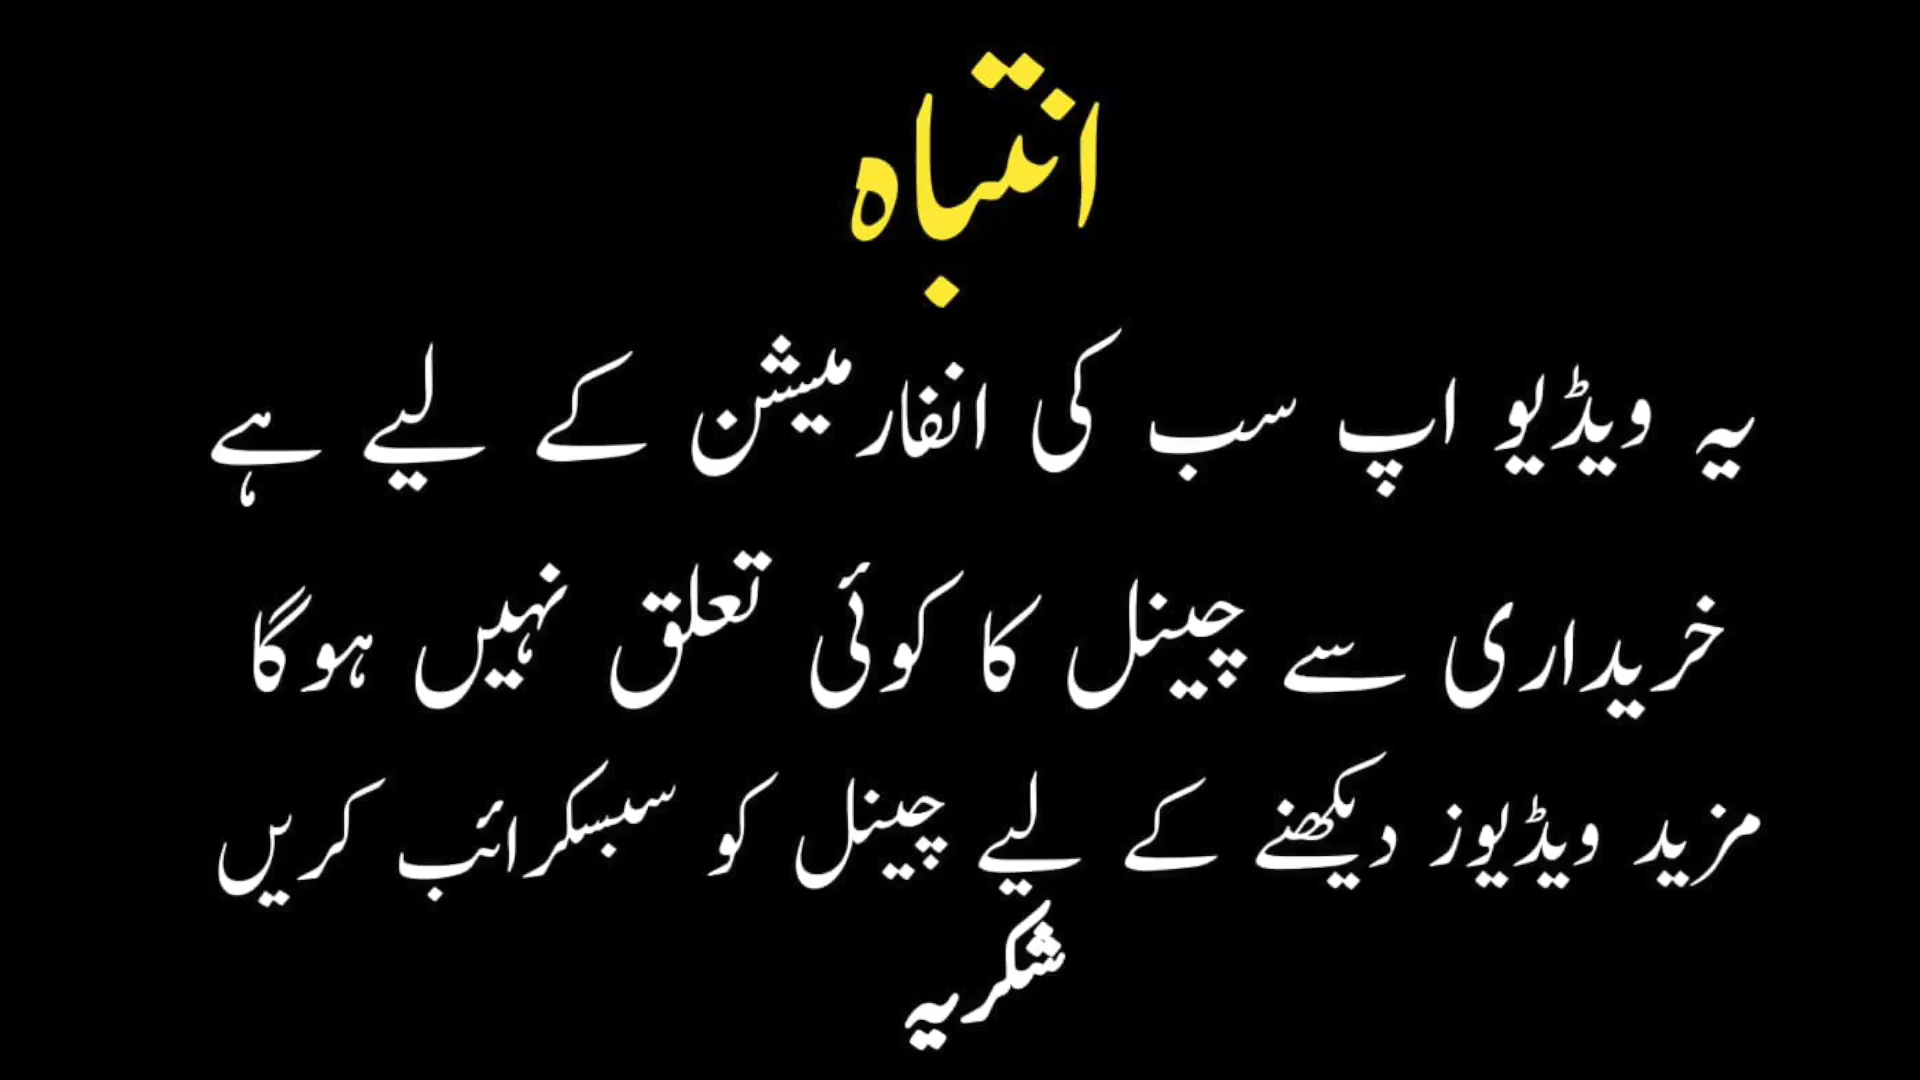 انتباہ
یہ ویڈیو اپ سب کی انفارمیشن کے لیے ہے
خریداری سے چینل کا کوئی تعلق نہیں ہوگا
مزید ویڈیوز دیکھنے کے لیے چینل کو سبسکرائب کریں
شکریہ